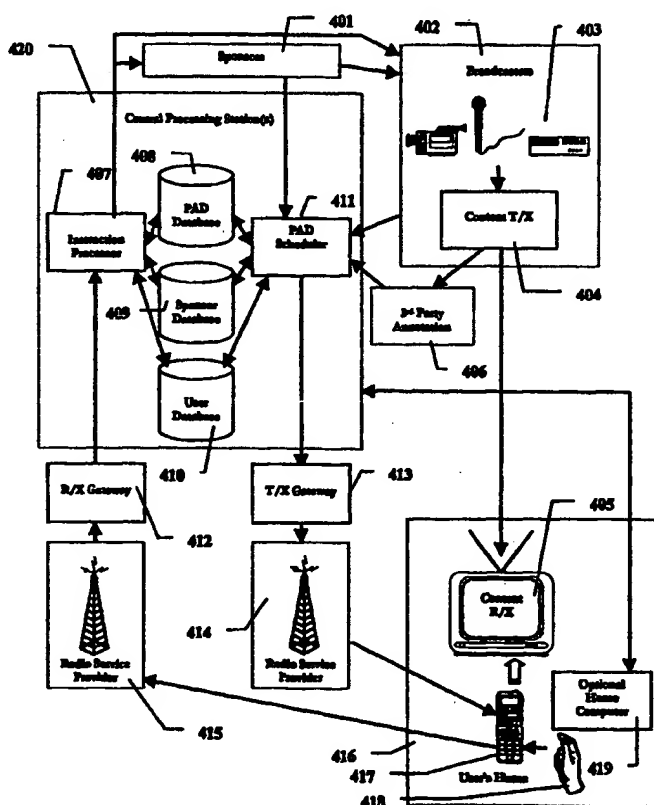 401
402
403
420
Sponsors
Broadcasters
Central Processing Station(s)
408
407
411
PAD
Database
PAD
Scheduler
Interaction
Processor
Content T/X
404
409
Sponsor
Database
3rd Party
Annotation
406
User
Database
410
413
405
R/X Gateway
T/X Gateway
412
Content
R/X
414
Radio Service
Provider
Radio Service
Provider
Optional
Home
Computer
415
416
417
User's Home
419
418